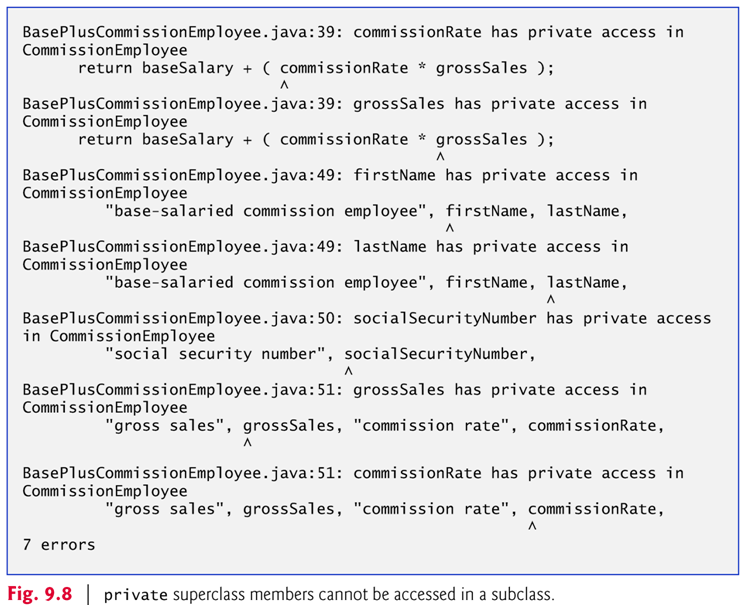 BasePlusCommissionEmployee.java:39: commissionRate has private access in
CommissionEmployee
return baseSalary + ( commissionRate * grossSales );
^
BasePlusCommissionEmployee.java:39: grossSales has private access in
CommissionEmployee
return baseSalary + ( commissionRate * grossSales );
^
BasePlusCommissionEmployee.java:49: firstName has private access in
CommissionEmployee
"base-salaried commission employee", firstName, lastName,
^
BasePlusCommissionEmployee.java:49: lastName has private access in
CommissionEmployee
"base-salaried commission employee", firstName, lastName,
^
BasePlusCommissionEmployee.java:50: socialSecurityNumber has private access
in CommissionEmployee
"social security number", socialSecurityNumber,
^
BasePlusCommissionEmployee.java:51: grossSales has private access in
CommissionEmployee
"gross sales", grossSales, "commission rate", commissionRate,
^
BasePlusCommissionEmployee.java:51: commissionRate has private access in
CommissionEmployee
"gross sales", grossSales, "commission rate", commissionRate,
^
7 errors
Fig. 9.8 | private superclass members cannot be accessed in a subclass.